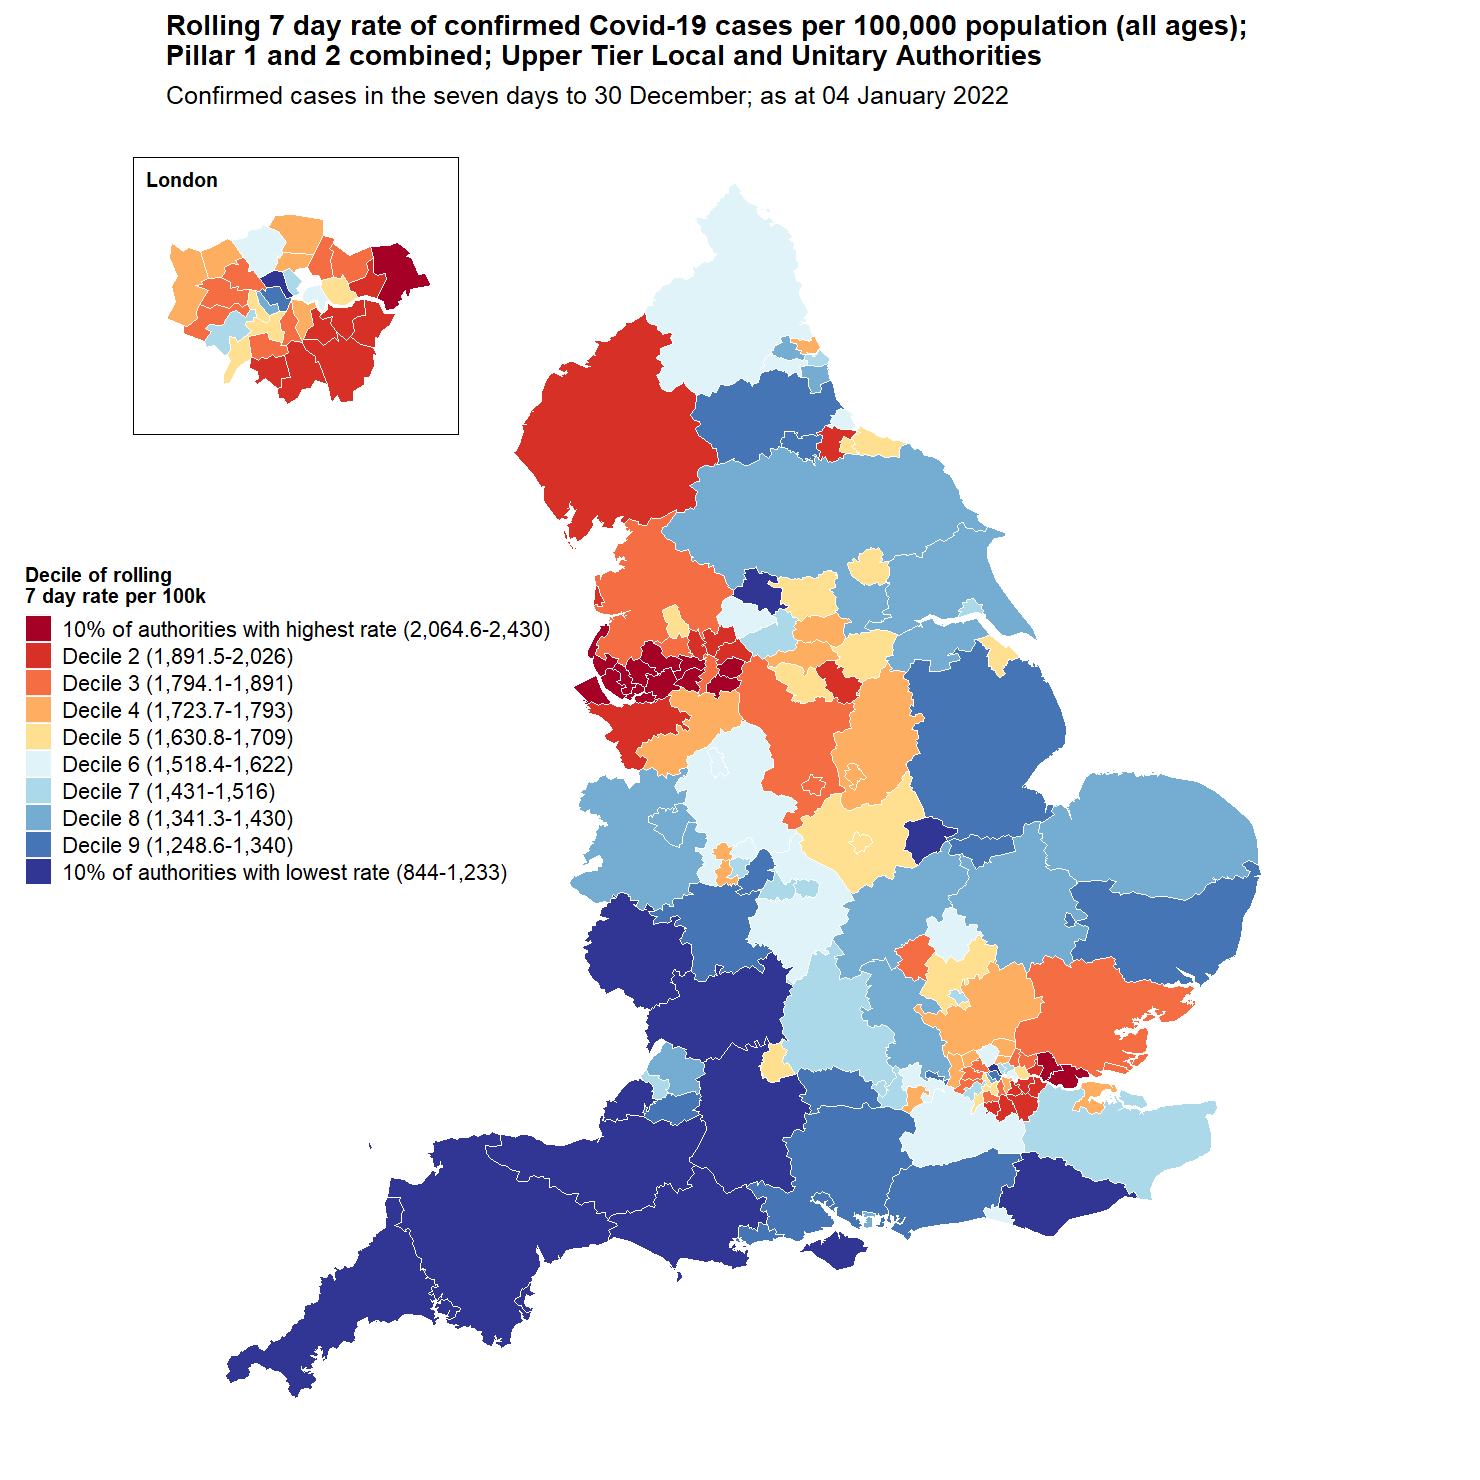 Rolling 7 day rate of confirmed Covid-19 cases per 100,000 population (all ages);
Pillar 1 and 2 combined; Upper Tier Local and Unitary Authorities
Confirmed cases in the seven days to 30 December; as at 04 January 2022
London
Decile of rolling
7 day rate per 100k
10% of authorities with highest rate (2,064.6-2,430)
Decile 2 (1,891.5-2,026)
Decile 3 (1,794.1-1,891)
Decile 4 (1,723.7-1,793)
Decile 5 (1,630.8-1,709)
Decile 6 (1,518.4-1,622)
Decile 7 (1,431-1,516)
Decile 8 (1,341.3-1,430)
Decile 9 (1,248.6-1,340)
10% of authorities with lowest rate (844-1,233)